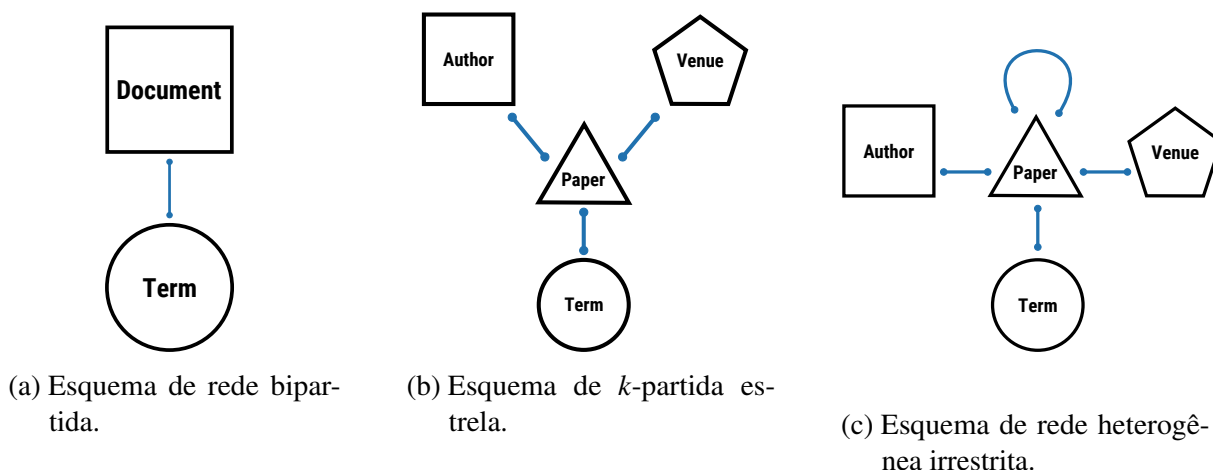 Document
Term
(a) Esquema de rede bipar-
tida.
Author
Venue
Paper
Term
(b) Esquema de k-partida es-
trela.
Author
Paper
Venue
Term
(c) Esquema de rede heterogê-
nea irrestrita.